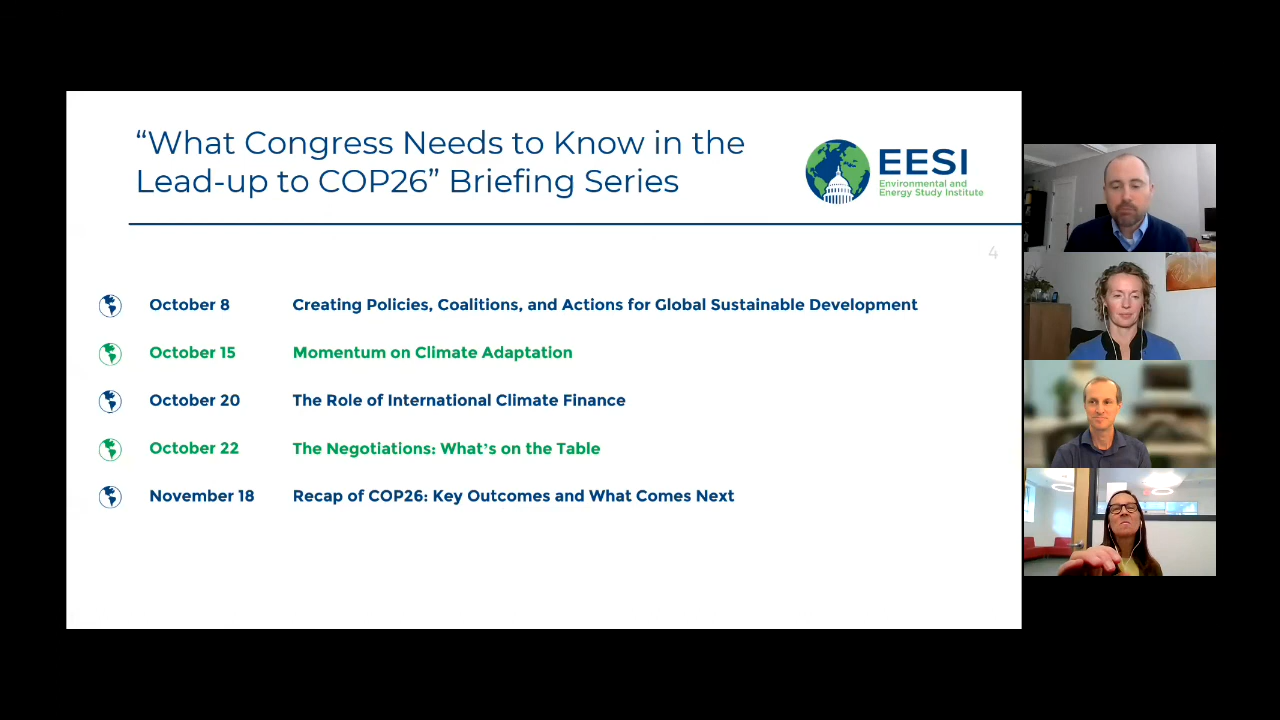 “What Congress Needs to Know in the
Lead-up to COP26” Briefing Series
EESI
Environmental and
Energy Study Institute
4
October 8 Creating Policies, Coalitions, and Actions for Global Sustainable Development
October 15 Momentum on Climate Adaptation
October 20 The Role of International Climate Finance
October 22 The Negotiations: What’s on the Table
November 18 Recap of COP26: Key Outcomes and What Comes Next